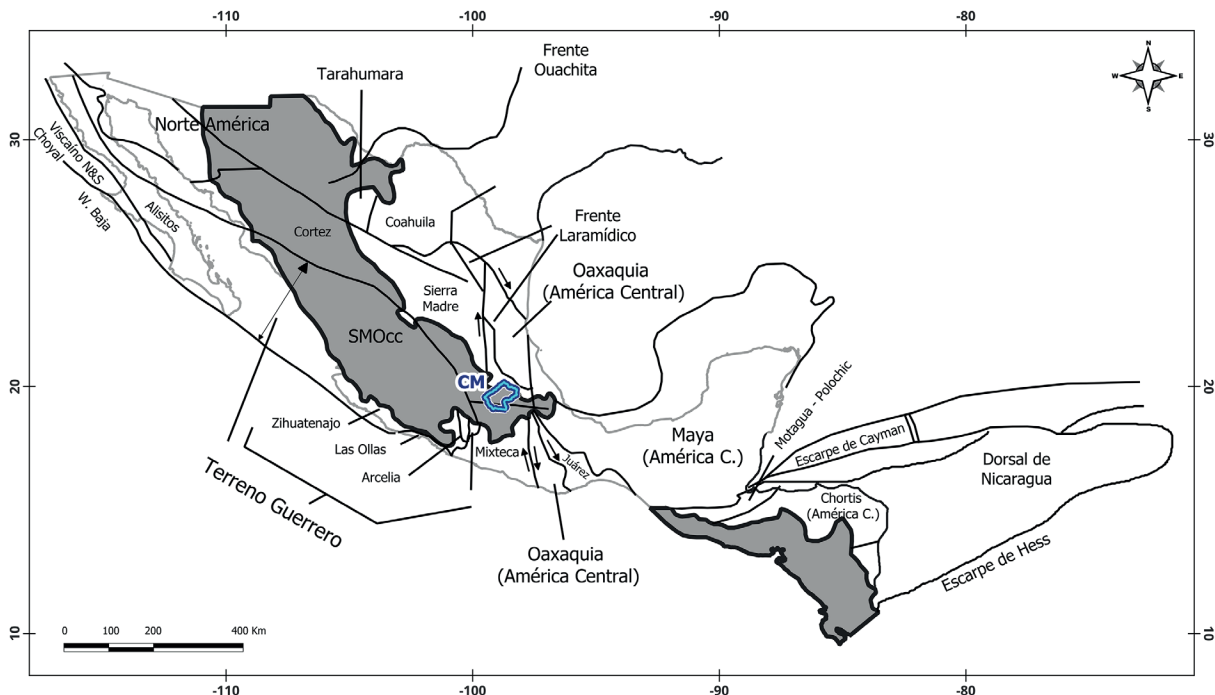 -110
-100
-90
-80
Frente
Ouachita
Tarahumara
N
W
E
S
30
30
Norte América
Viscaíno N&S
Choyal
W. Baja
Alisitos
Cortez
Coahuila
Frente
Laramídico
Oaxaquia
(América Central)
Sierra
Madre
SMOcc
20
CM
20
Zihuatenajo
Las Ollas
Arcelia
Mixteca
Juárez
Maya
(América C.)
Motagua - Polochic
Escarpe de Cayman
Dorsal de
Nicaragua
Chortis
(América C.)
Terreno Guerrero
Oaxaquia
(América Central)
Escarpe de Hess
0
100
200
400 Km
10
10
-110
-100
-90
-80